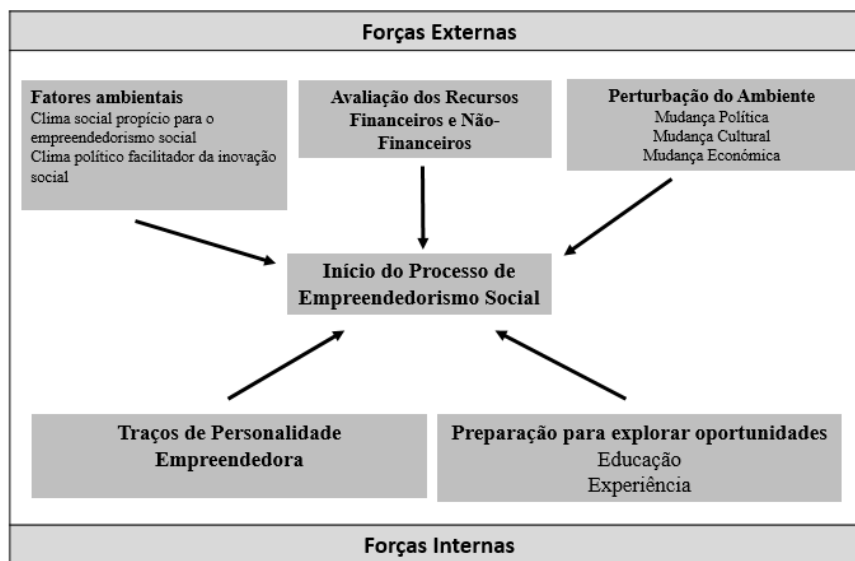 Forças Externas
Fatores ambientais
Clima social propício para o
empreendedorismo social
Clima político facilitador da inovação
social
Avaliação dos Recursos
Financeiros e Não-
Financeiros
Perturbação do Ambiente
Mudança Política
Mudança Cultural
Mudança Económica
Início do Processo de
Empreendedorismo Social
Traços de Personalidade
Empreendedora
Preparação para explorar oportunidades
Educação
Experiência
Forças Internas